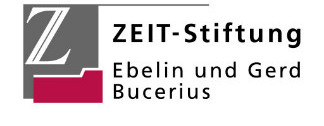 Z
ZEIT-Stiftung
Ebelin und Gerd
Bucerius